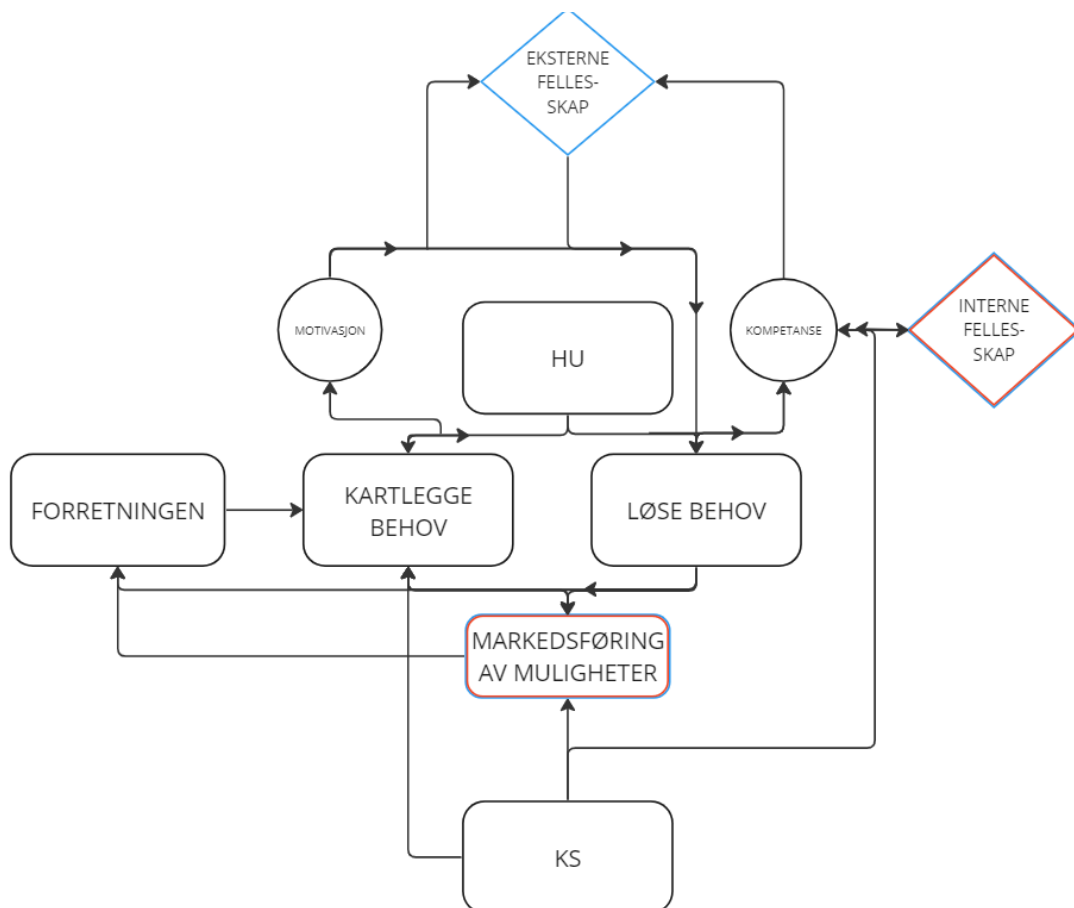 EKSTERNE
FELLES-
SKAP
MOTIVASJON
HU
KOMPETANSE
INTERNE
FELLES-
SKAP
FORRETNINGEN
KARTLEGGE
BEHOV
LØSE BEHOV
MARKEDSFØRING
AV MULIGHETER
KS